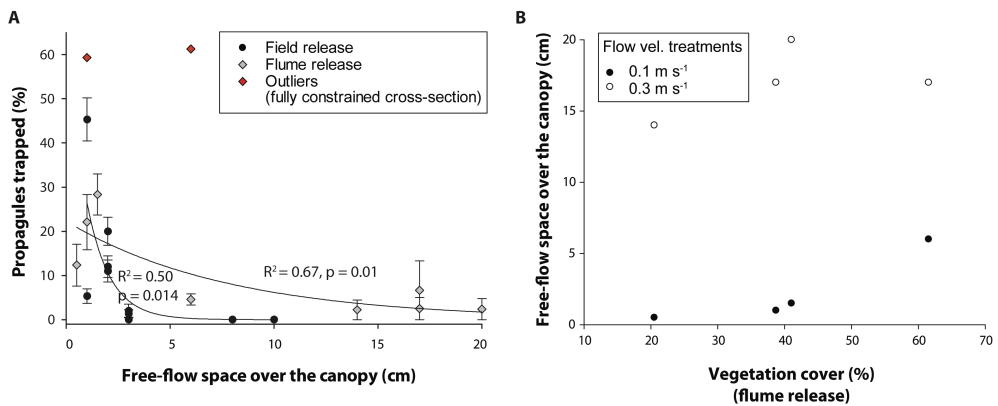 A
Propagules trapped (%)
60
50
40
30
20
10
0
Field release
Flume release
Outliers
(fully constrained cross-section)
R² = 0.50
p = 0.014
R² = 0.67, p = 0.01
0 5 10 15 20
Free-flow space over the canopy (cm)
B
Free-flow space over the canopy (cm)
20
15
10
5
0
Flow vel. treatments
0.1 m s⁻¹
0.3 m s⁻¹
10 20 30 40 50 60 70
Vegetation cover (%)
(flume release)